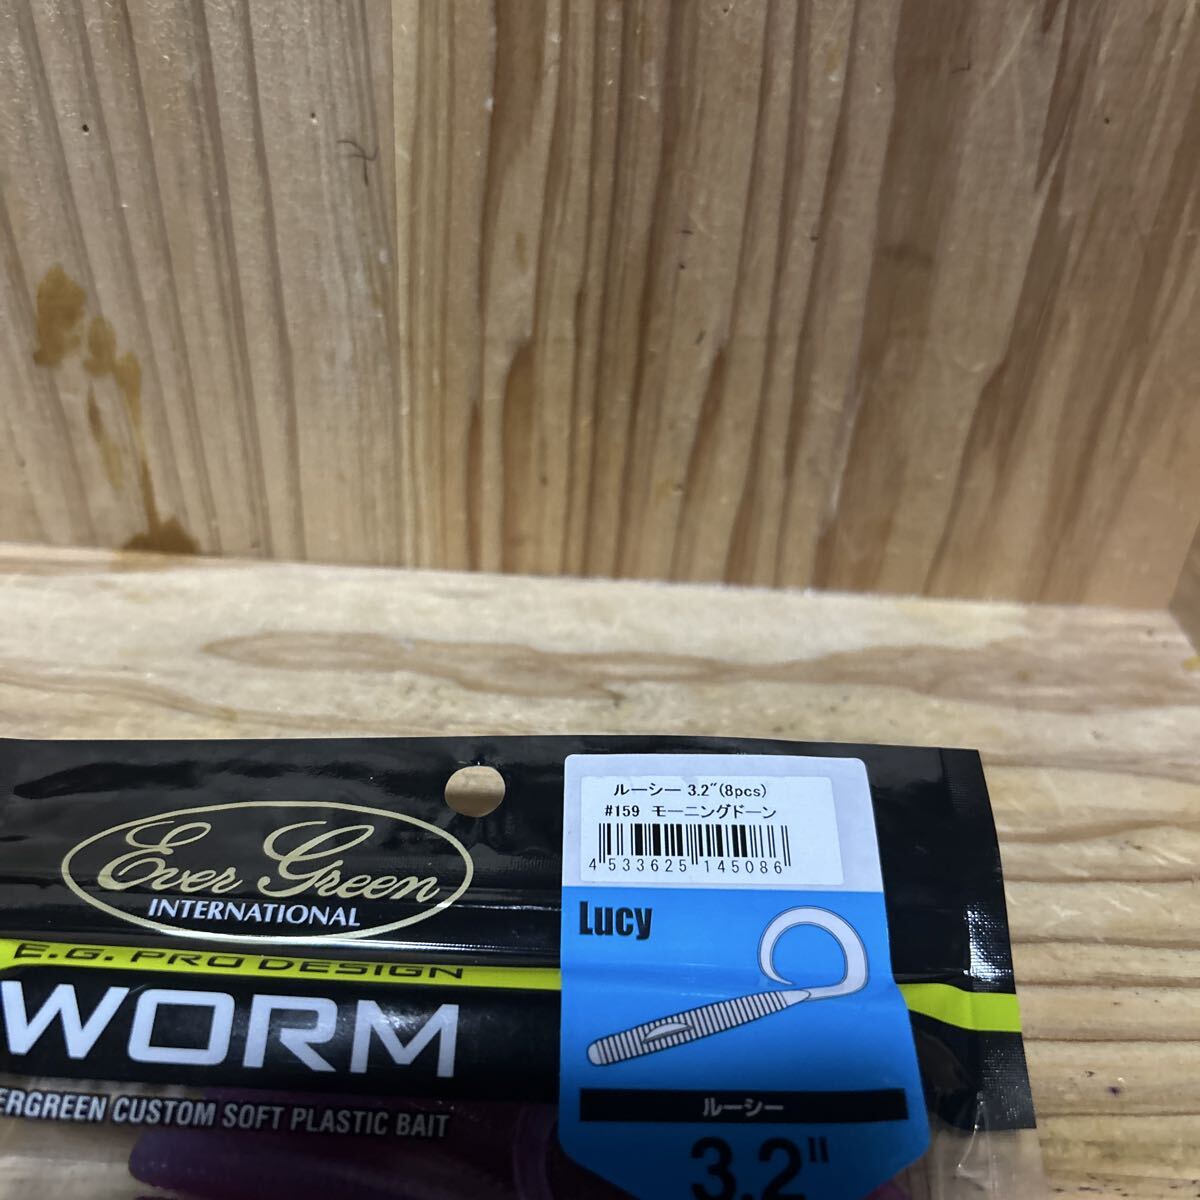 Ever Green
INTERNATIONAL
E.G. PRO DESIGN
WORM
ERGREEN CUSTOM SOFT PLASTIC BAIT
ルーシー 3.2"(8pcs)
#159 モーニングドーン
4 533625 145086
Lucy
ルーシー
3.2"